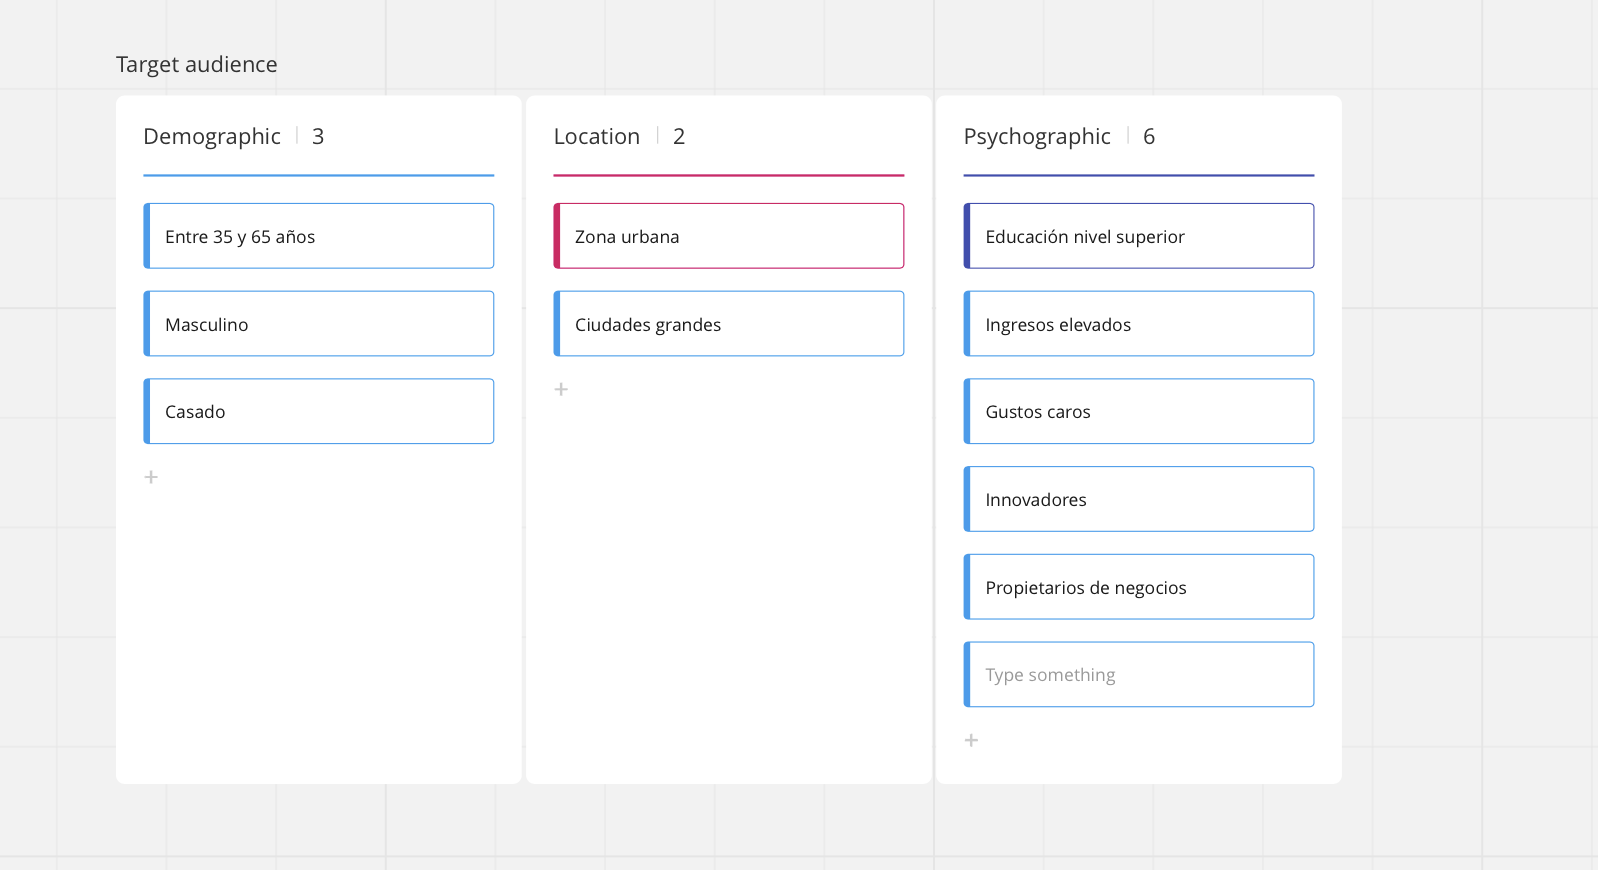 Target audience
Demographic | 3
Entre 35 y 65 años
Masculino
Casado
+
Location | 2
Zona urbana
Ciudades grandes
+
Psychographic | 6
Educación nivel superior
Ingresos elevados
Gustos caros
Innovadores
Propietarios de negocios
Type something
+